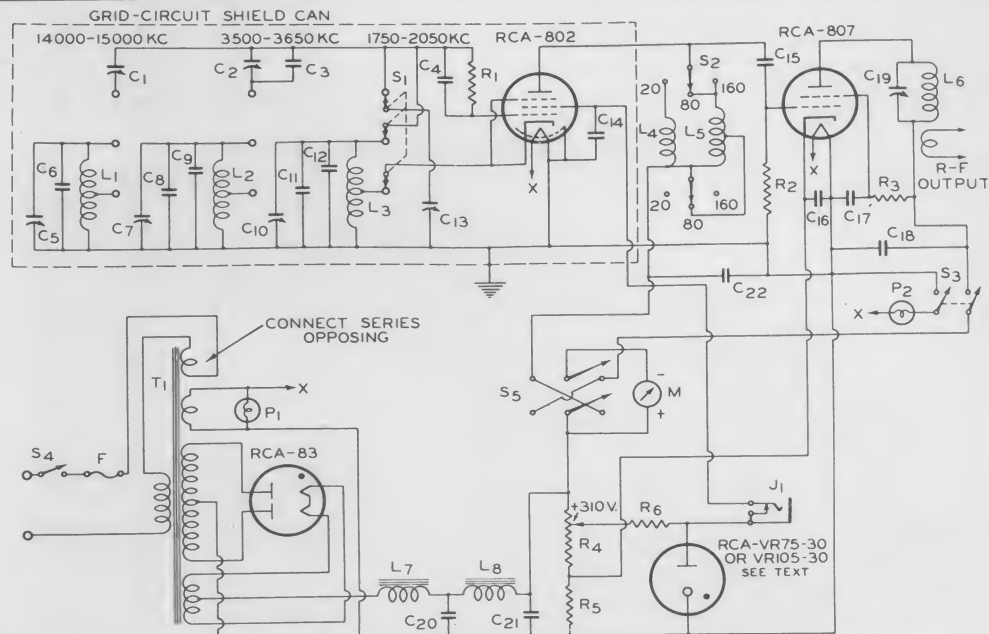 GRID-CIRCUIT SHIELD CAN
14000-15000 KC
3500-3650 KC
1750-2050 KC
RCA-802
RCA-807
C1
C2
C3
C4
R1
S1
S2
C15
C19
L6
20
80
160
L4
L5
C14
C6
L1
C9
C8
L2
C12
C11
L3
C5
C7
C10
C13
X
20
80
160
R2
X
C16
C17
R3
R-F
OUTPUT
C18
C22
P2
S3
X
CONNECT SERIES
OPPOSING
T1
X
P1
S5
-
M
+
S4
F
RCA-83
J1
+310 V.
R6
R4
RCA-VR75-30
OR VR105-30
SEE TEXT
L7
L8
C20
C21
R5